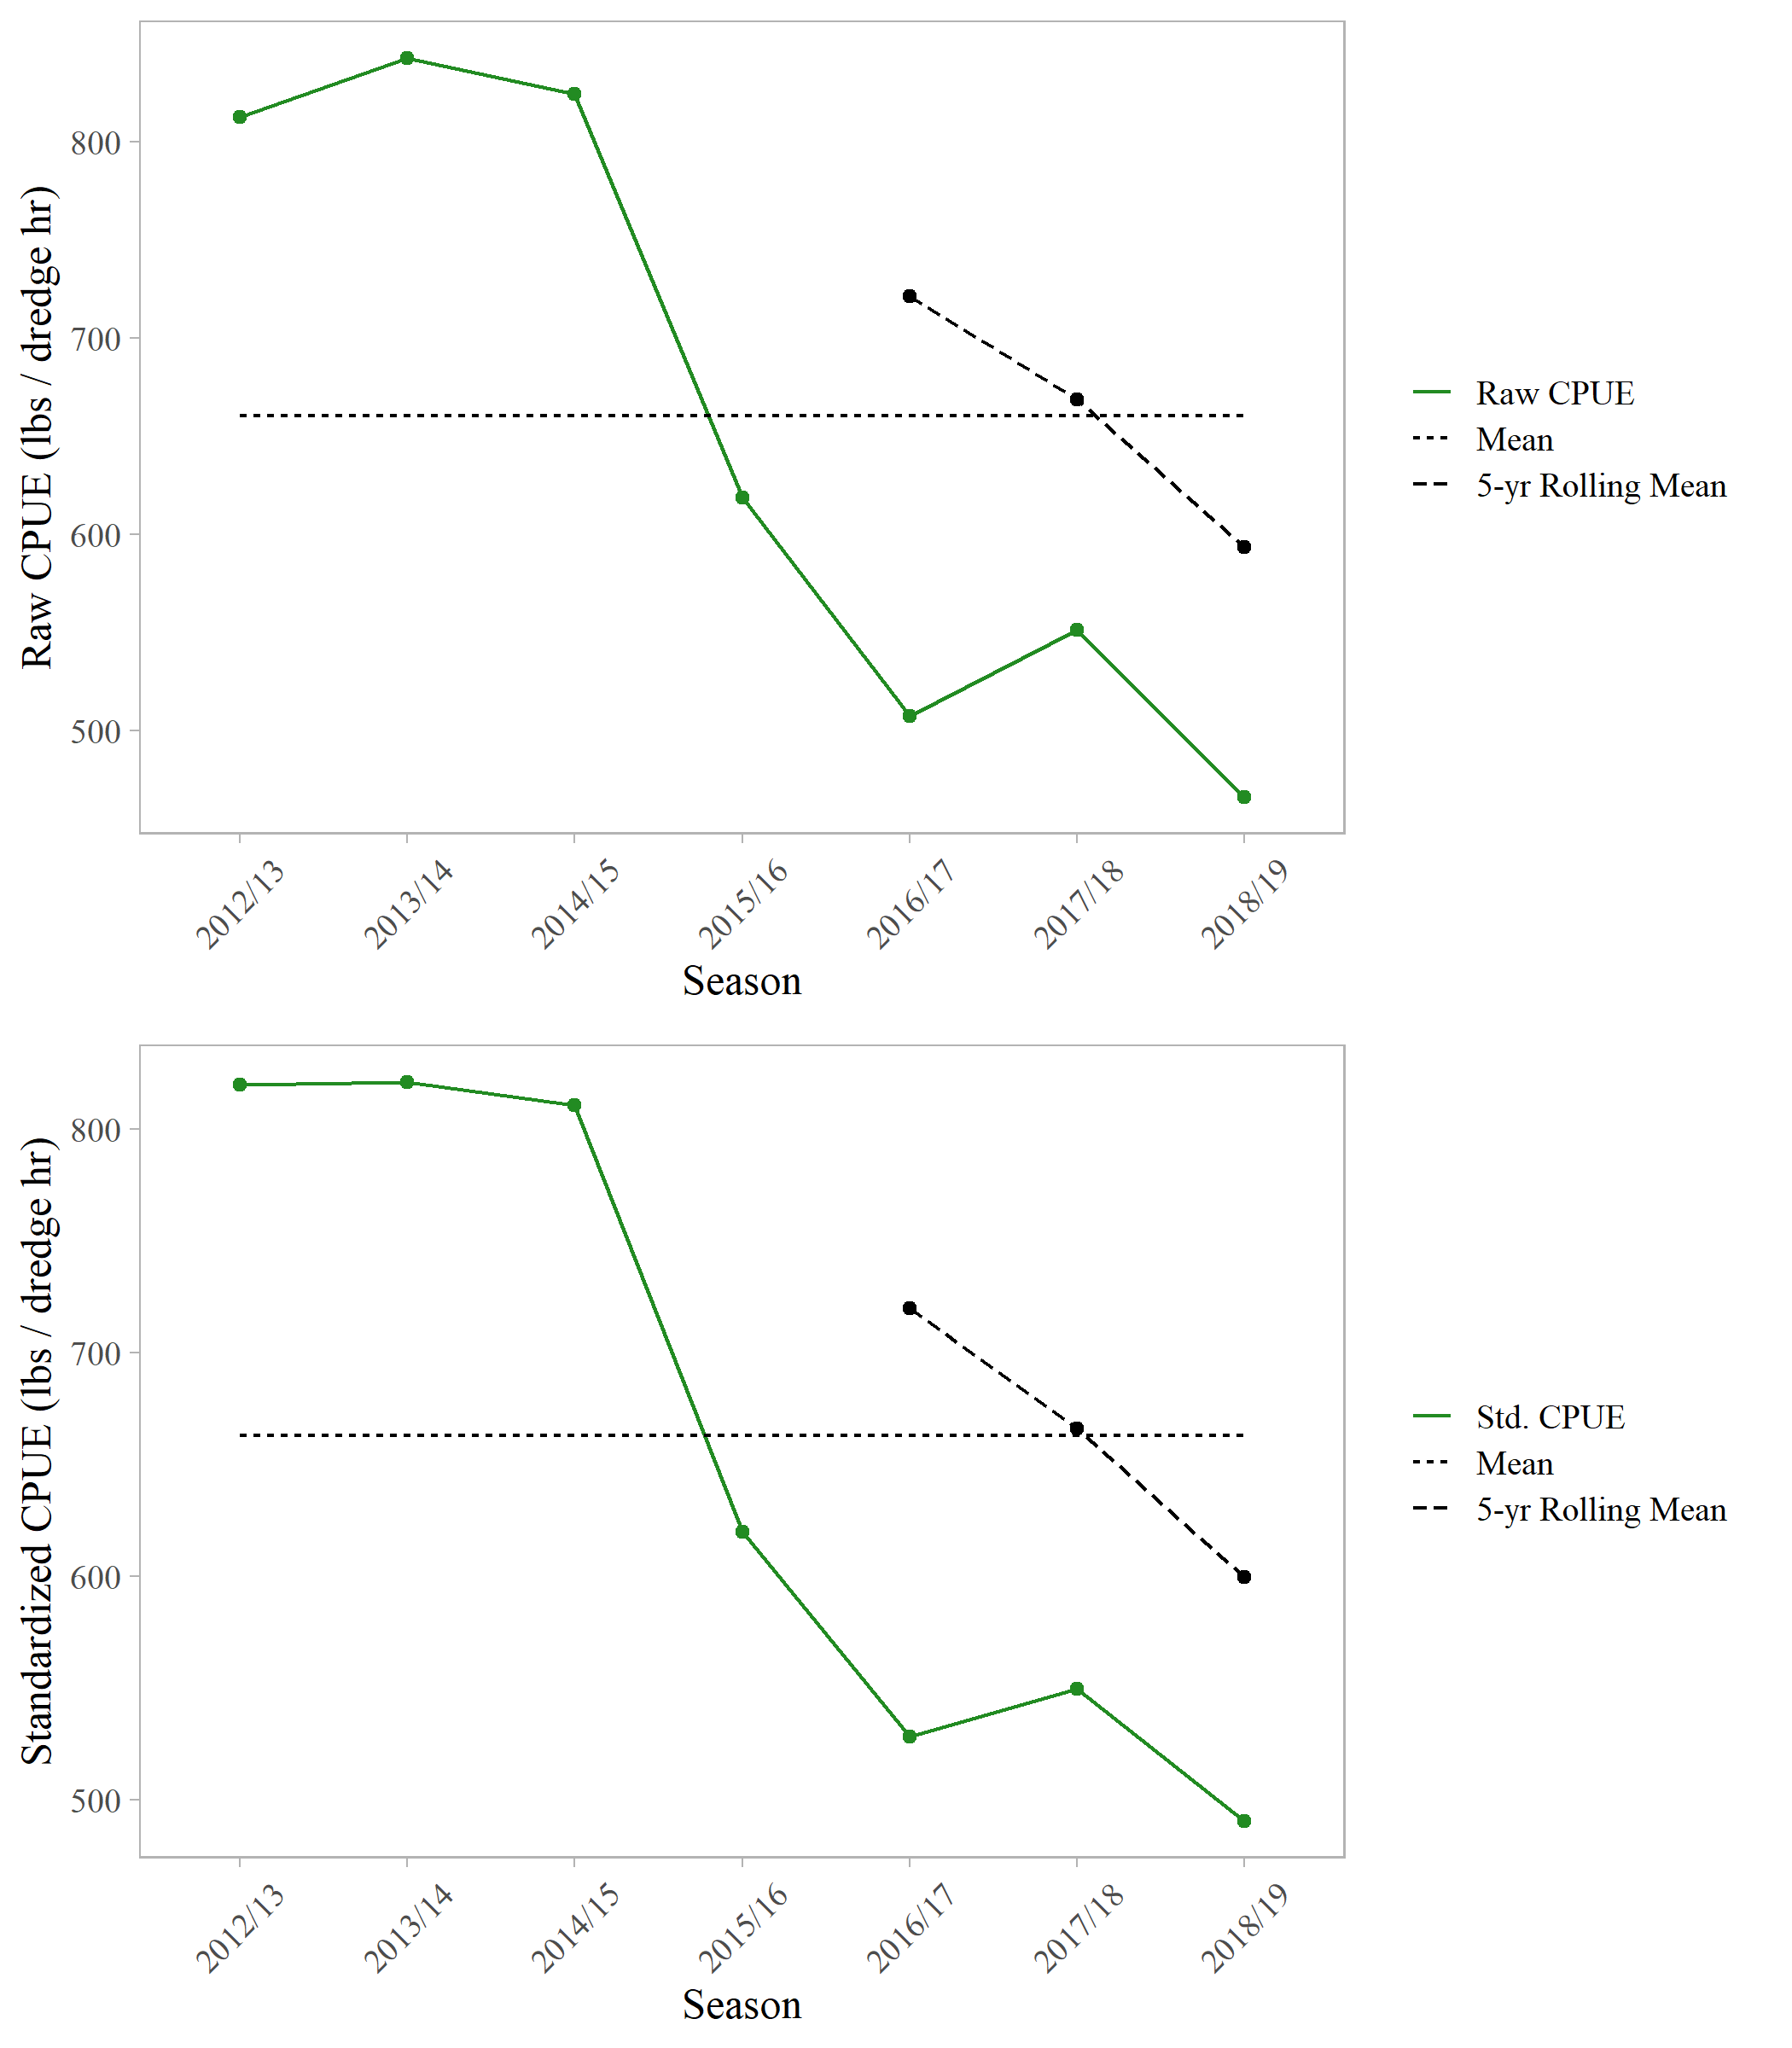 Raw CPUE (lbs / dredge hr)
800
700
600
500
2012/13
2013/14
2014/15
2015/16
2016/17
2017/18
2018/19
Season
Raw CPUE
Mean
5-yr Rolling Mean
Standardized CPUE (lbs / dredge hr)
800
700
600
500
2012/13
2013/14
2014/15
2015/16
2016/17
2017/18
2018/19
Season
Std. CPUE
Mean
5-yr Rolling Mean